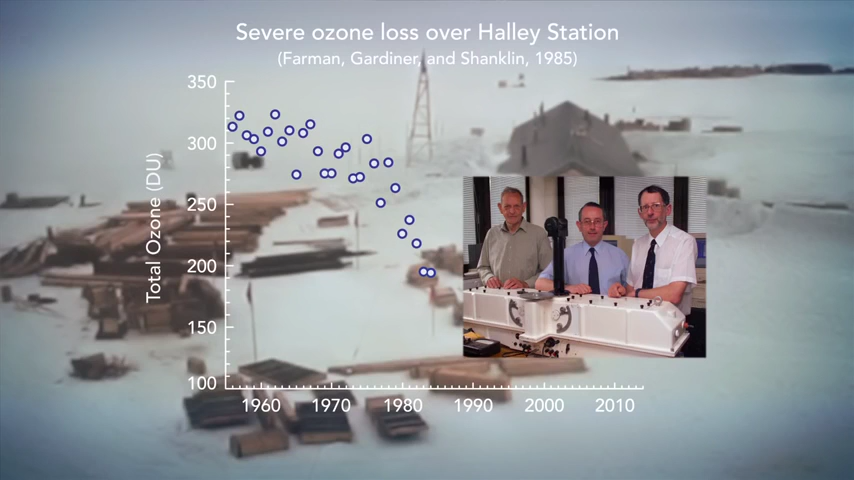 Severe ozone loss over Halley Station
(Farman, Gardiner, and Shanklin, 1985)
350
300
250
200
150
100
Total Ozone (DU)
1960 1970 1980 1990 2000 2010